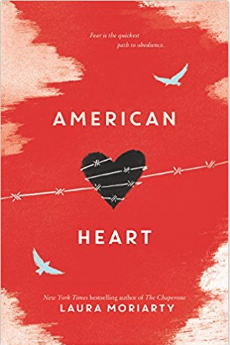 Fear is the quickest
path to obedience.
AMERICAN
HEART
New York Times bestselling author of The Chaperone
LAURA MORIARTY